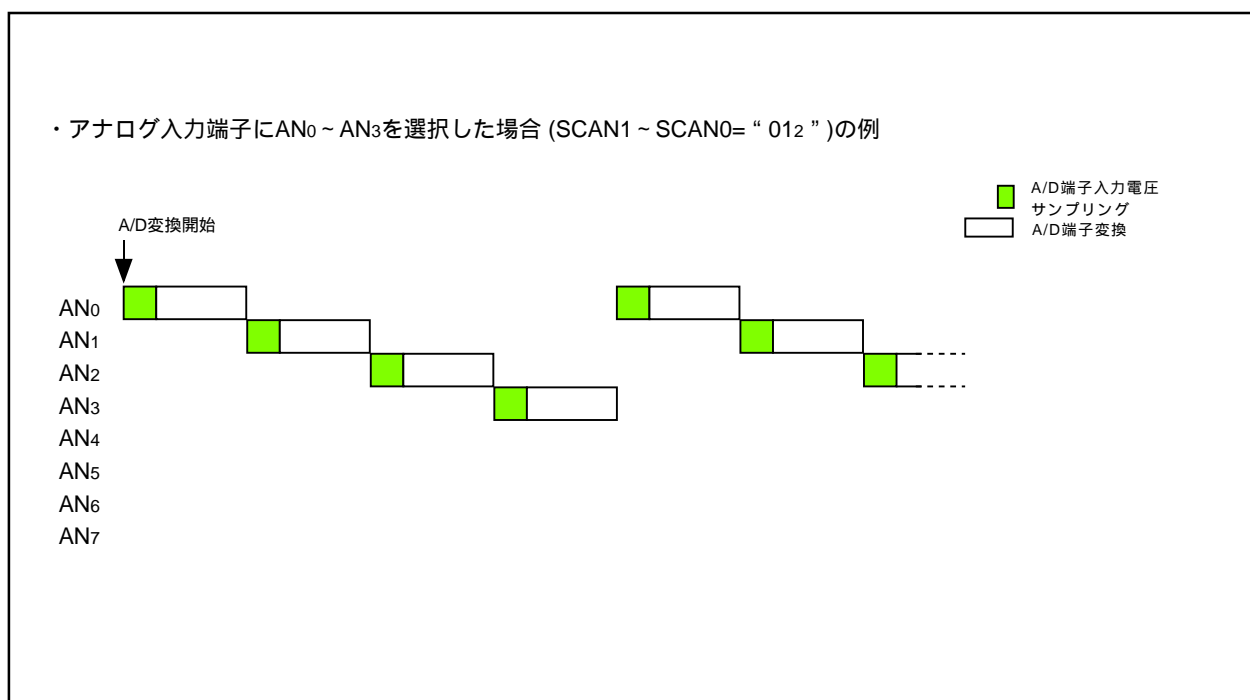 ・アナログ入力端子にAN0～AN3を選択した場合 (SCAN1～SCAN0= “ 012 ” )の例
A/D端子入力電圧
サンプリング
A/D端子変換
A/D変換開始
AN0
AN1
AN2
AN3
AN4
AN5
AN6
AN7